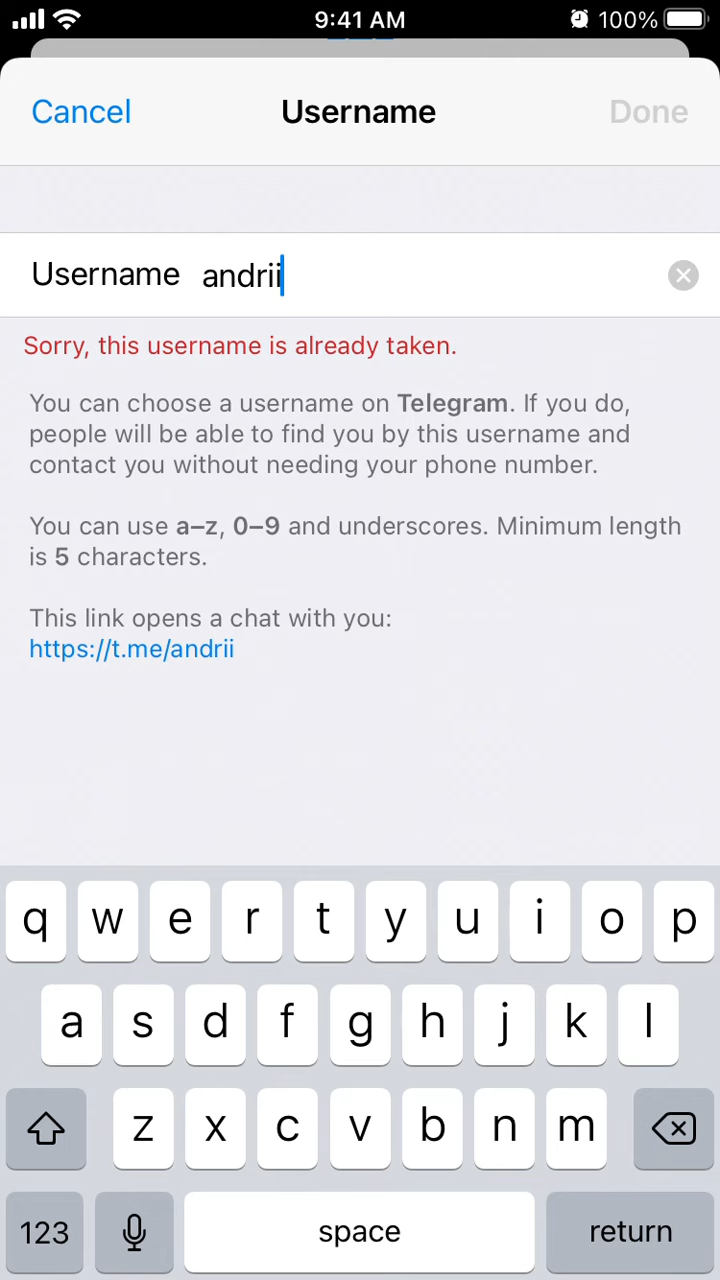 9:41 AM 100%
Cancel Username Done
Username andrii
Sorry, this username is already taken.
You can choose a username on Telegram. If you do,
people will be able to find you by this username and
contact you without needing your phone number.
You can use a–z, 0–9 and underscores. Minimum length
is 5 characters.
This link opens a chat with you:
https://t.me/andrii
q w e r t y u i o p
a s d f g h j k l
z x c v b n m
123 space return